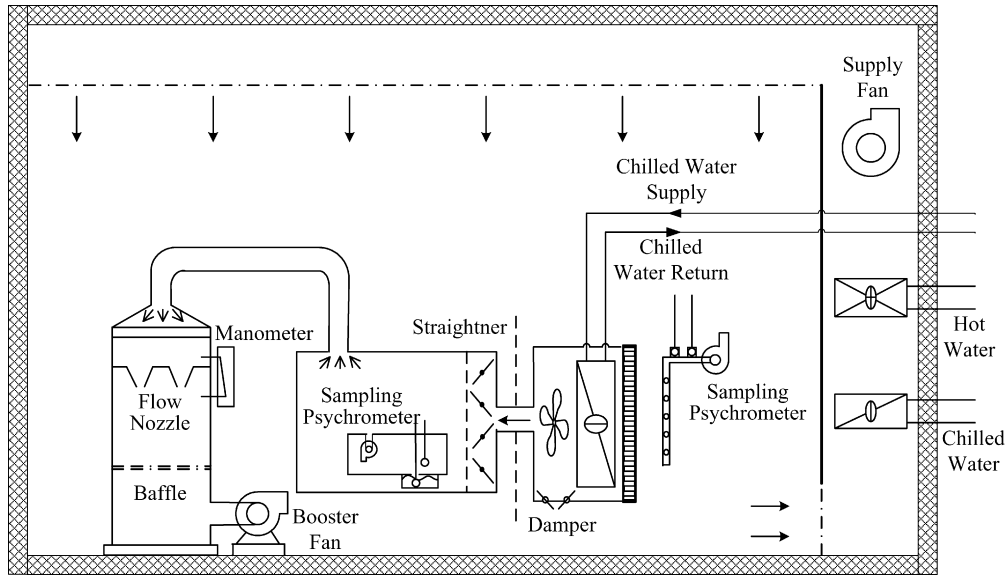 Supply
Fan
Chilled Water
Supply
Chilled
Water Return
Manometer
Straightner
Hot
Water
Sampling
Psychrometer
Sampling
Psychrometer
Flow
Nozzle
Chilled
Water
Baffle
Booster
Fan
Damper